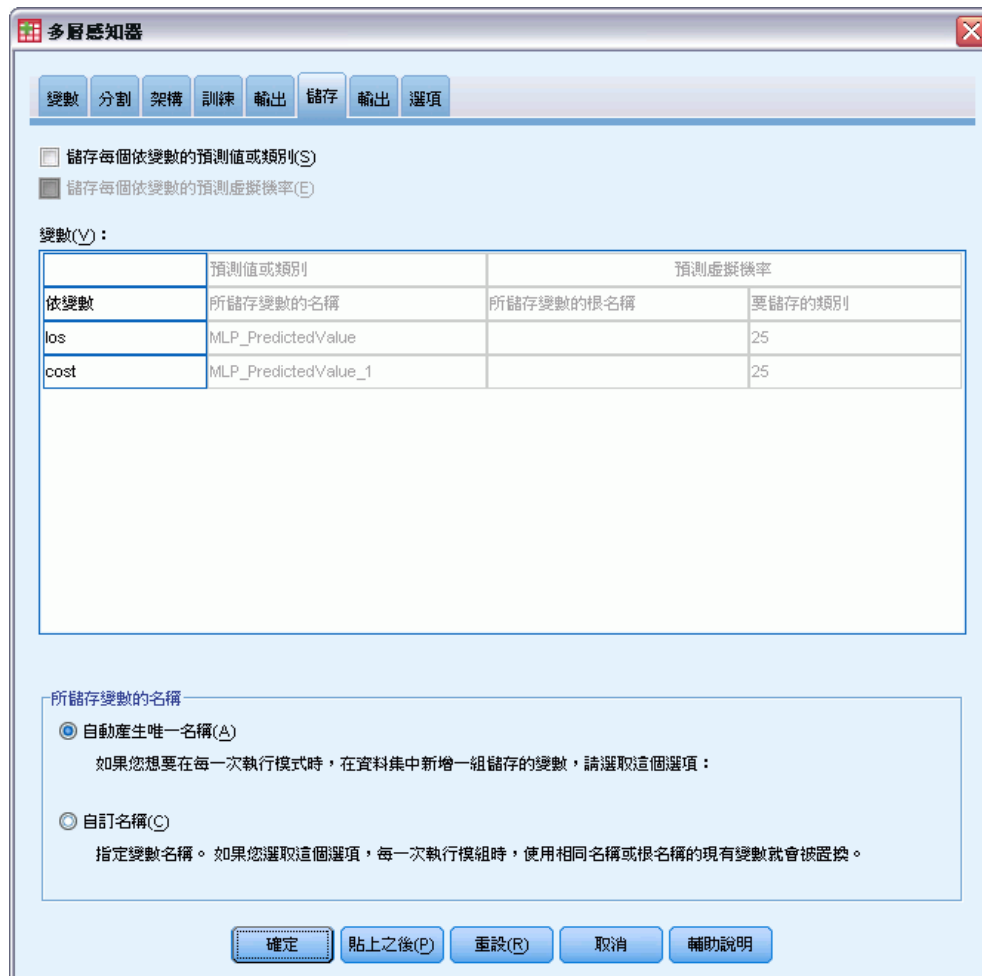 多層感知器
變數 分割 架構 訓練 輸出 儲存 輸出 選項
儲存每個依變數的預測值或類別(S)
儲存每個依變數的預測虛擬機率(E)
變數(V)：
預測值或類別 預測虛擬機率
依變數 所儲存變數的名稱 所儲存變數的根名稱 要儲存的類別
los MLP_PredictedValue 25
cost MLP_PredictedValue_1 25
所儲存變數的名稱
自動產生唯一名稱(A)
如果您想要在每一次執行模式時，在資料集中新增一組儲存的變數，請選取這個選項：
自訂名稱(C)
指定變數名稱。 如果您選取這個選項，每一次執行模組時，使用相同名稱或根名稱的現有變數就會被置換。
確定 貼上之後(P) 重設(R) 取消 輔助說明